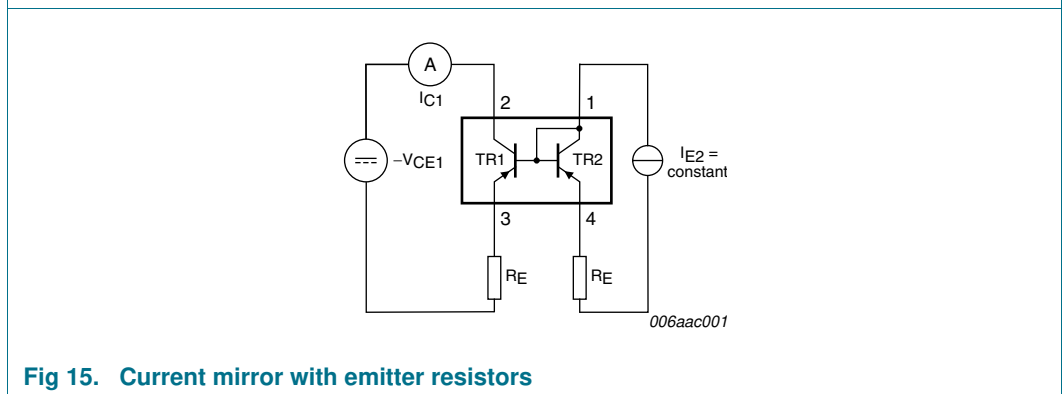 A
IC1
2
1
–VCE1
TR1
TR2
IE2 =
constant
3
4
RE
RE
006aac001
Fig 15. Current mirror with emitter resistors